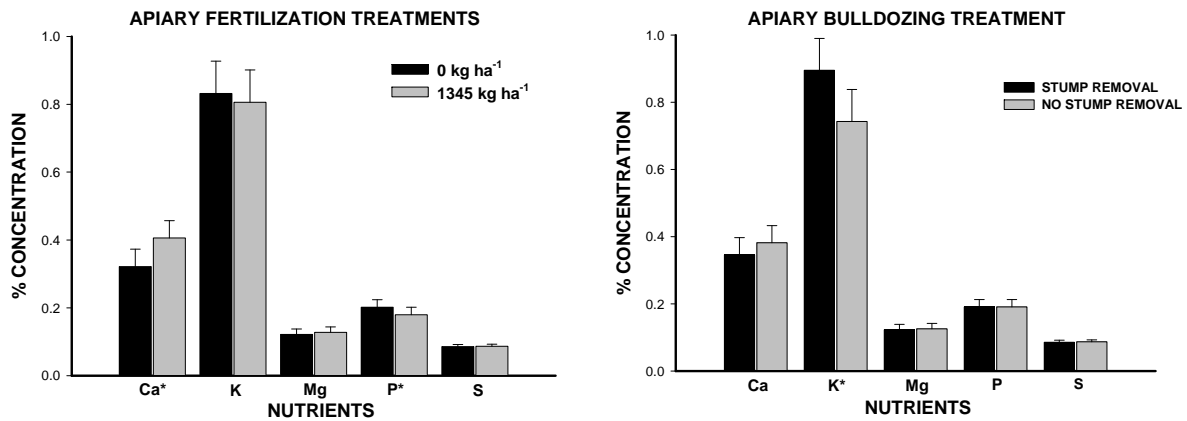 APIARY FERTILIZATION TREATMENTS
1.0
0.8
0.6
0.4
0.2
0.0
% CONCENTRATION
0 kg ha-1
1345 kg ha-1
Ca* K Mg P* S
NUTRIENTS
APIARY BULLDOZING TREATMENT
1.0
0.8
0.6
0.4
0.2
0.0
% CONCENTRATION
STUMP REMOVAL
NO STUMP REMOVAL
Ca K* Mg P S
NUTRIENTS